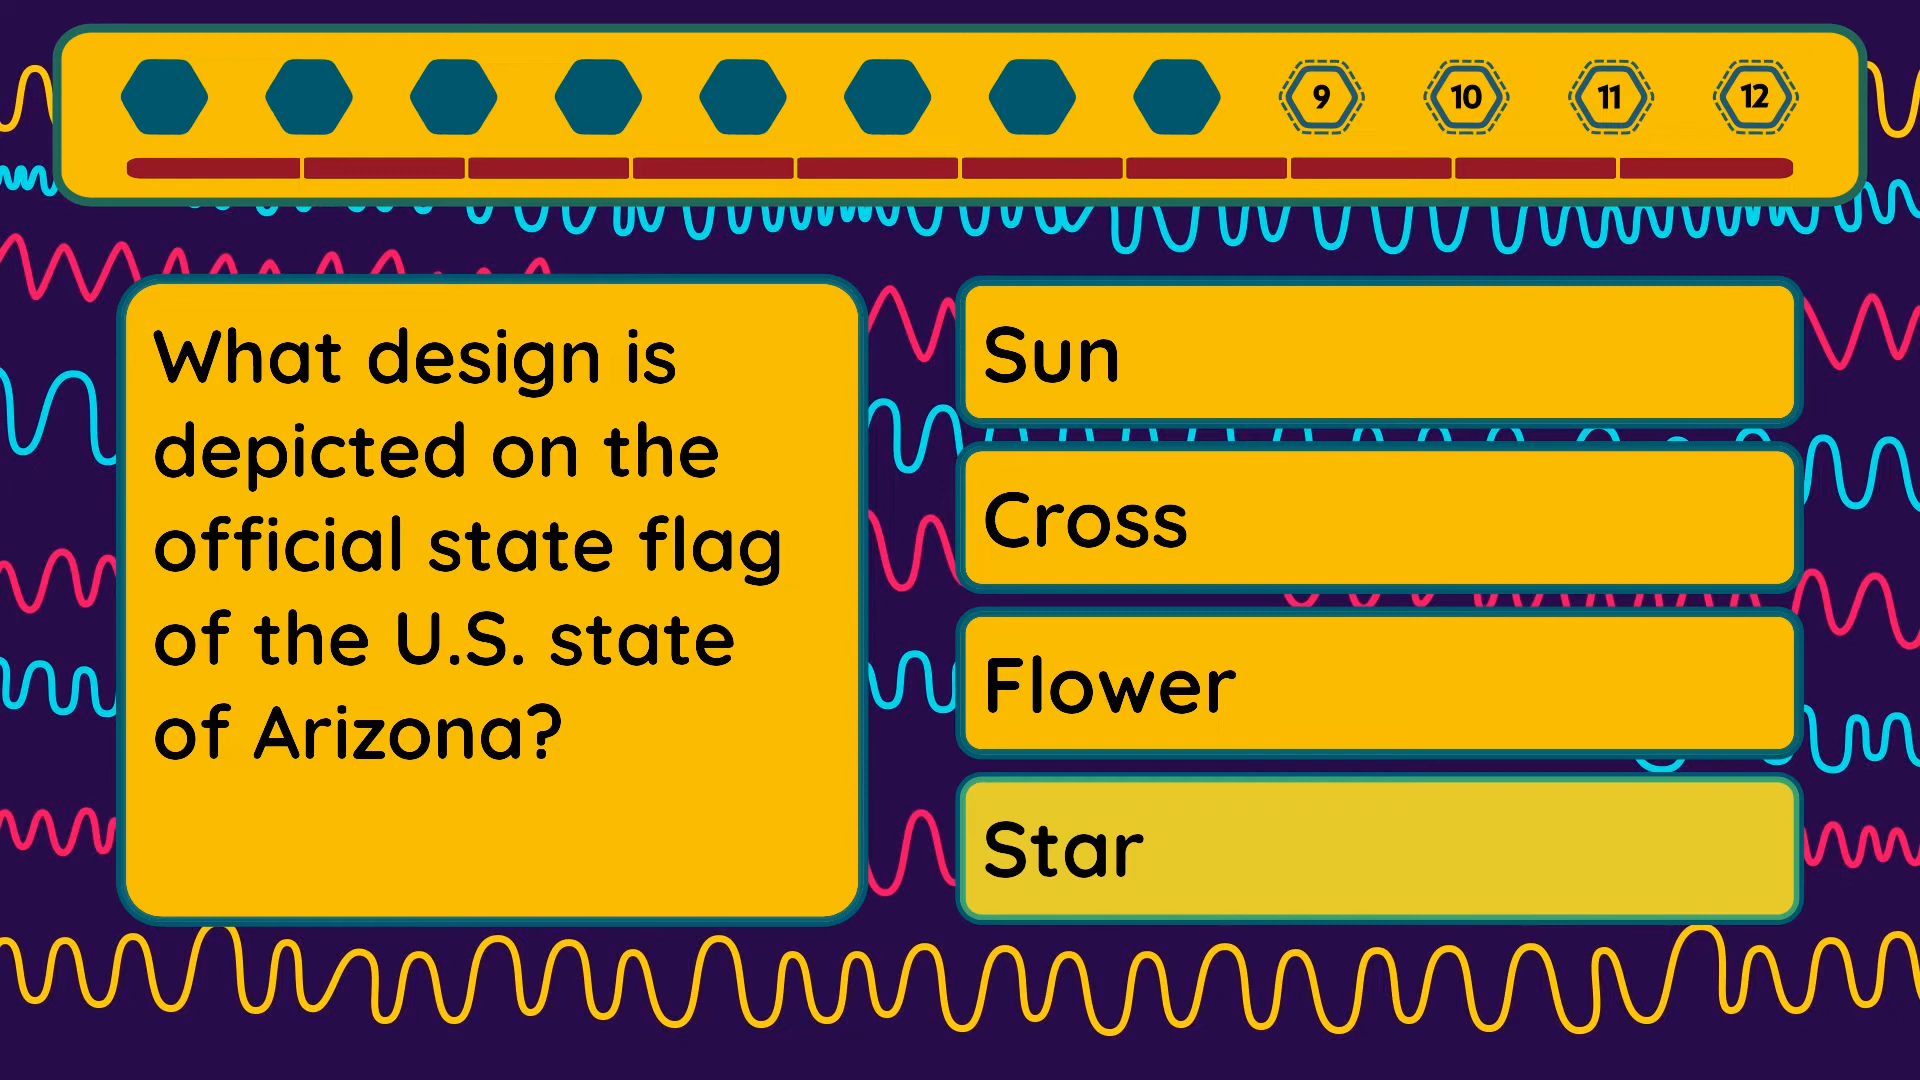 9 10 11 12
What design is
depicted on the
official state flag
of the U.S. state
of Arizona?
Sun
Cross
Flower
Star